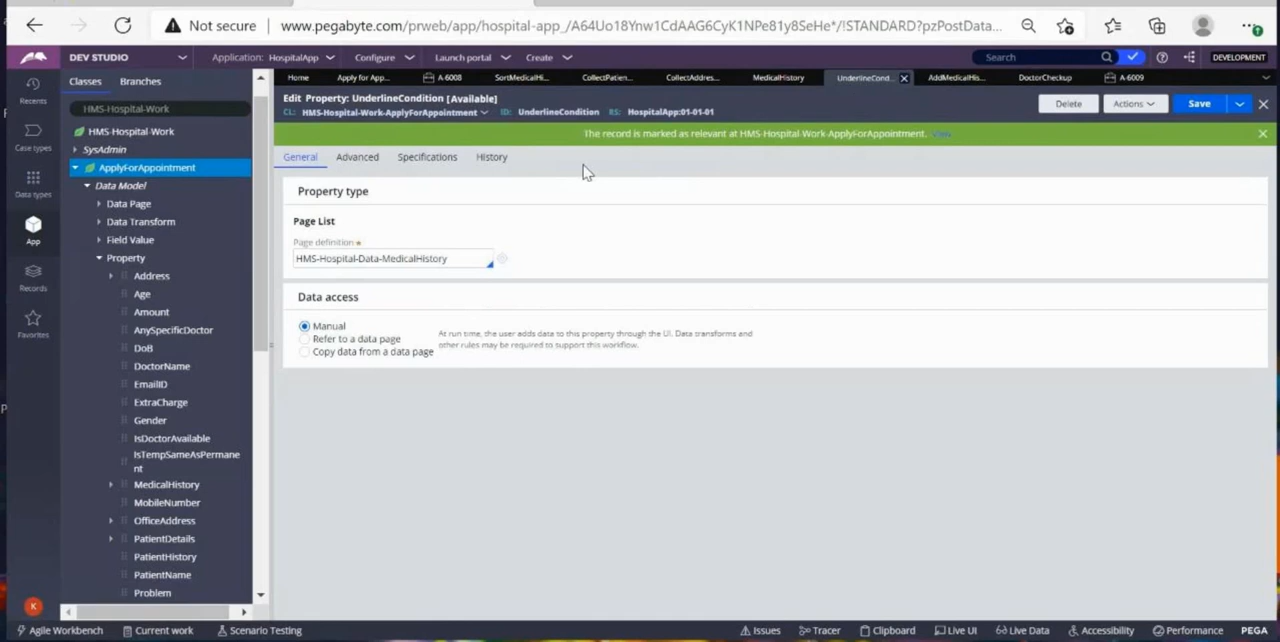 Not secure
www.pegabyte.com/prweb/app/hospital-app_/A64Uo18Ynw1CdAAG6CyK1NPe81y8SeHe*/!STANDARD?pzPostData...
DEV STUDIO
Application: HospitalApp
Configure
Launch portal
Create
Search
DEVELOPMENT
Recents
Case types
Data types
App
Records
Favorites
K
Classes
Branches
HMS-Hospital-Work
HMS-Hospital-Work
SysAdmin
ApplyForAppointment
Data Model
Data Page
Data Transform
Field Value
Property
Address
Age
Amount
AnySpecificDoctor
DoB
DoctorName
EmailID
ExtraCharge
Gender
IsDoctorAvailable
IsTempSameAsPermane
nt
MedicalHistory
MobileNumber
OfficeAddress
PatientDetails
PatientHistory
PatientName
Problem
Home
Apply for App...
A-6008
SortMedicalHi...
CollectPatien...
CollectAddres...
MedicalHistory
UnderlineCond...
AddMedicalHis...
DoctorCheckup
A-6009
Edit Property: UnderlineCondition [Available]
CL: HMS-Hospital-Work-ApplyForAppointment
ID: UnderlineCondition
RS: HospitalApp:01-01-01
Delete
Actions
Save
The record is marked as relevant at HMS-Hospital-Work-ApplyForAppointment. View
General
Advanced
Specifications
History
Property type
Page List
Page definition
HMS-Hospital-Data-MedicalHistory
Data access
Manual
Refer to a data page
Copy data from a data page
At run time, the user adds data to this property through the UI. Data transforms and
other rules may be required to support this workflow.
Agile Workbench
Current work
Scenario Testing
Issues
Tracer
Clipboard
Live UI
Live Data
Accessibility
Performance
PEGA